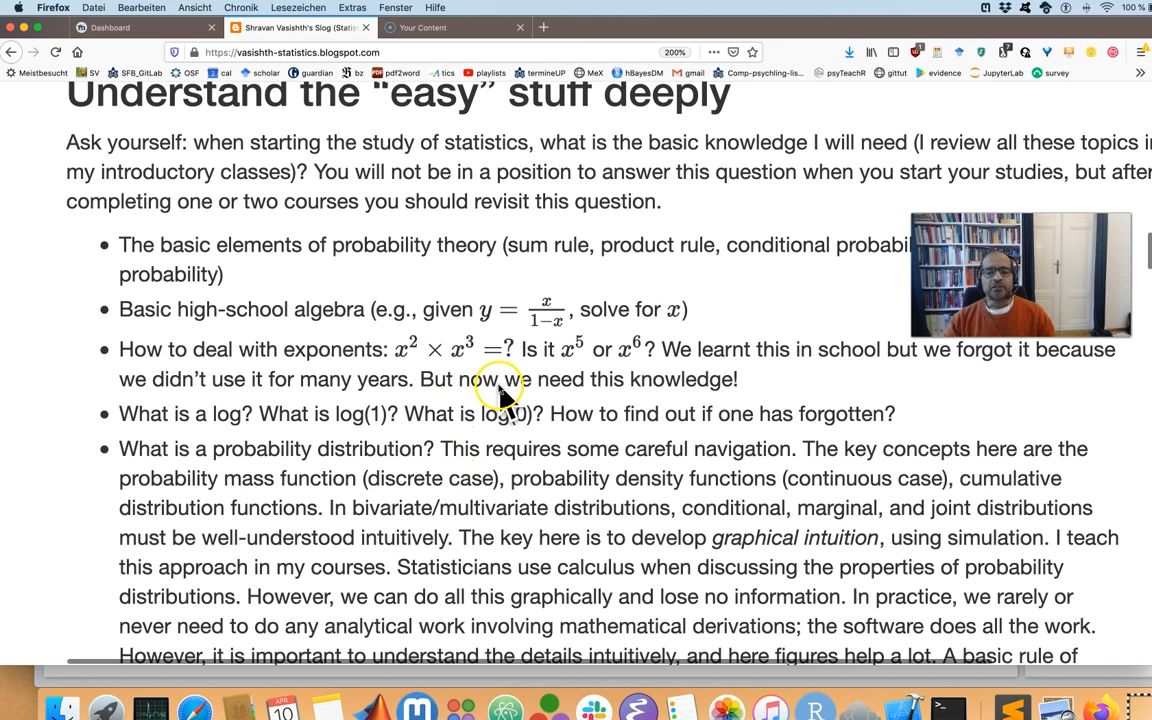 Firefox Datei Bearbeiten Ansicht Chronik Lesezeichen Extras Fenster Hilfe 100 %
Dashboard Shravan Vasishth's Slog (Statis Your Content
https://vasishth-statistics.blogspot.com 200%
Meistbesucht SV SFB_GitLab OSF cal scholar guardian bz pdf2word tics playlists termineUP MeX hBayesDM gmail Comp-psychling-lis... psyTeachR gittut evidence JupyterLab survey
Understand the "easy" stuff deeply
Ask yourself: when starting the study of statistics, what is the basic knowledge I will need (I review all these topics in
my introductory classes)? You will not be in a position to answer this question when you start your studies, but after
completing one or two courses you should revisit this question.
• The basic elements of probability theory (sum rule, product rule, conditional probabil
probability)
• Basic high-school algebra (e.g., given y = x/(1−x), solve for x)
• How to deal with exponents: x² × x³ =? Is it x⁵ or x⁶? We learnt this in school but we forgot it because
we didn't use it for many years. But now we need this knowledge!
• What is a log? What is log(1)? What is log(0)? How to find out if one has forgotten?
• What is a probability distribution? This requires some careful navigation. The key concepts here are the
probability mass function (discrete case), probability density functions (continuous case), cumulative
distribution functions. In bivariate/multivariate distributions, conditional, marginal, and joint distributions
must be well-understood intuitively. The key here is to develop graphical intuition, using simulation. I teach
this approach in my courses. Statisticians use calculus when discussing the properties of probability
distributions. However, we can do all this graphically and lose no information. In practice, we rarely or
never need to do any analytical work involving mathematical derivations; the software does all the work.
However, it is important to understand the details intuitively, and here figures help a lot. A basic rule of
APR
10